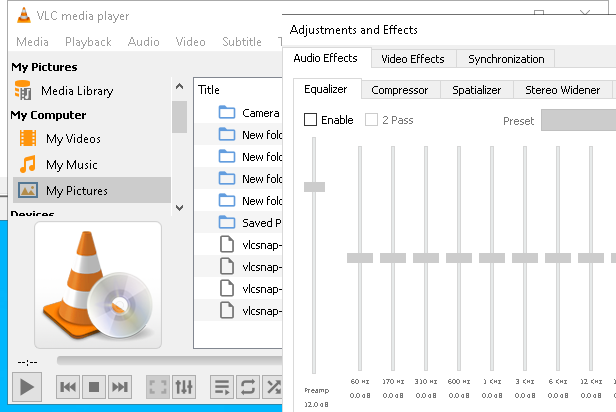 VLC media player
Media Playback Audio Video Subtitle
My Pictures
Media Library
My Computer
My Videos
My Music
My Pictures
Devices
Title
Camera
New fold
New fold
New fold
New fold
Saved P
vlcsnap-
vlcsnap-
vlcsnap-
vlcsnap-
--:--
Adjustments and Effects
Audio Effects Video Effects Synchronization
Equalizer Compressor Spatializer Stereo Widener
Enable 2 Pass Preset
60 Hz 170 Hz 310 Hz 600 Hz 1 KHz 3 KHz 6 KHz 12 KHz
Preamp 0.0 dB 0.0 dB 0.0 dB 0.0 dB 0.0 dB 0.0 dB 0.0 dB 0.0 dB
12.0 dB